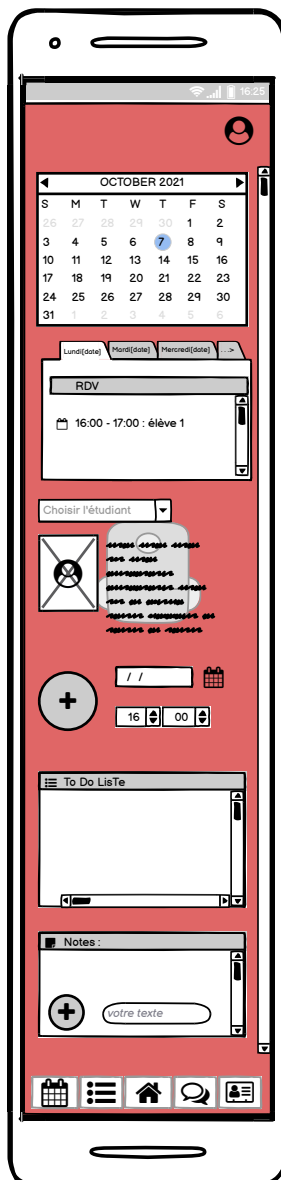 16:25
OCTOBER 2021
S M T W T F S
26 27 28 29 30 1 2
3 4 5 6 7 8 9
10 11 12 13 14 15 16
17 18 19 20 21 22 23
24 25 26 27 28 29 30
31 1 2 3 4 5 6
Lundi[date] Mardi[date] Mercredi[date] ...>
RDV
16:00 - 17:00 : élève 1
Choisir l'étudiant
/ /
16 00
To Do LisTe
Notes :
votre texte